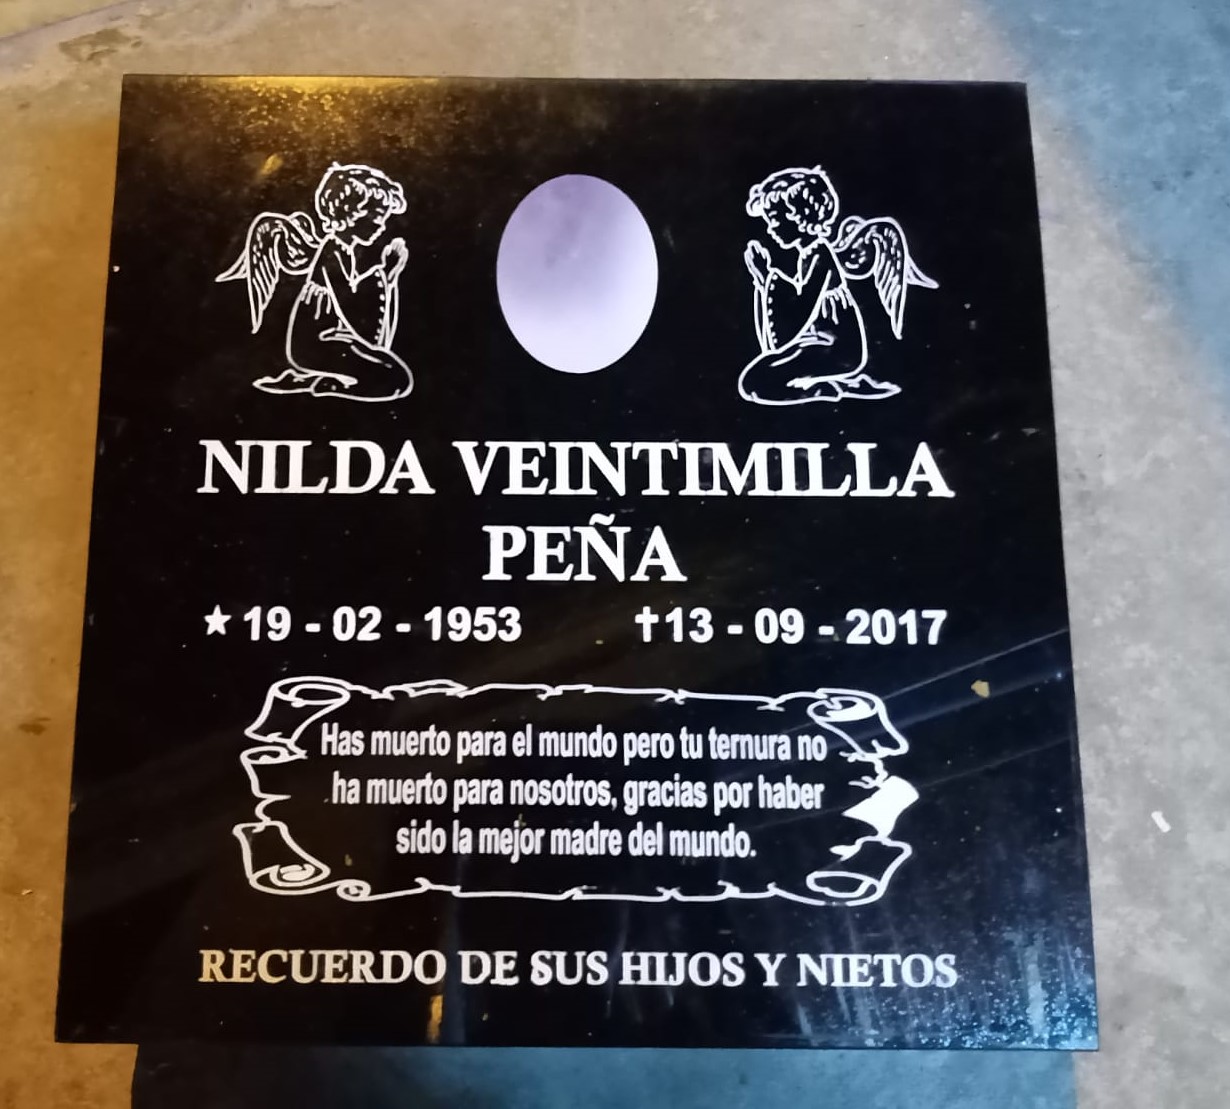 NILDA VEINTIMILLA
PEÑA
★19 - 02 - 1953 ✝13 - 09 - 2017
Has muerto para el mundo pero tu ternura no
ha muerto para nosotros, gracias por haber
sido la mejor madre del mundo.
RECUERDO DE SUS HIJOS Y NIETOS